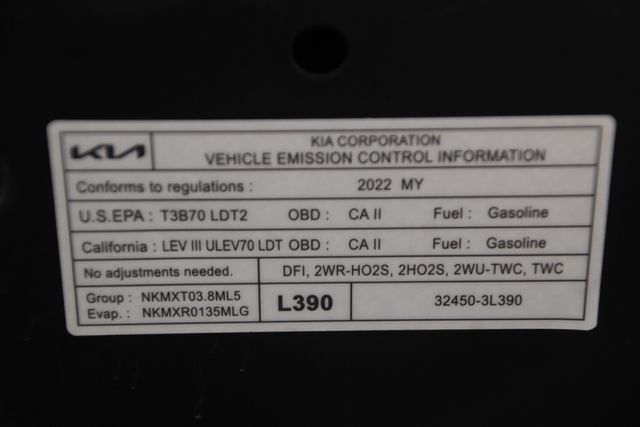 KIA
KIA CORPORATION
VEHICLE EMISSION CONTROL INFORMATION
Conforms to regulations : 2022 MY
U.S.EPA : T3B70 LDT2 OBD : CA II Fuel : Gasoline
California : LEV III ULEV70 LDT OBD : CA II Fuel : Gasoline
No adjustments needed. DFI, 2WR-HO2S, 2HO2S, 2WU-TWC, TWC
Group : NKMXT03.8ML5
Evap. : NKMXR0135MLG
L390
32450-3L390